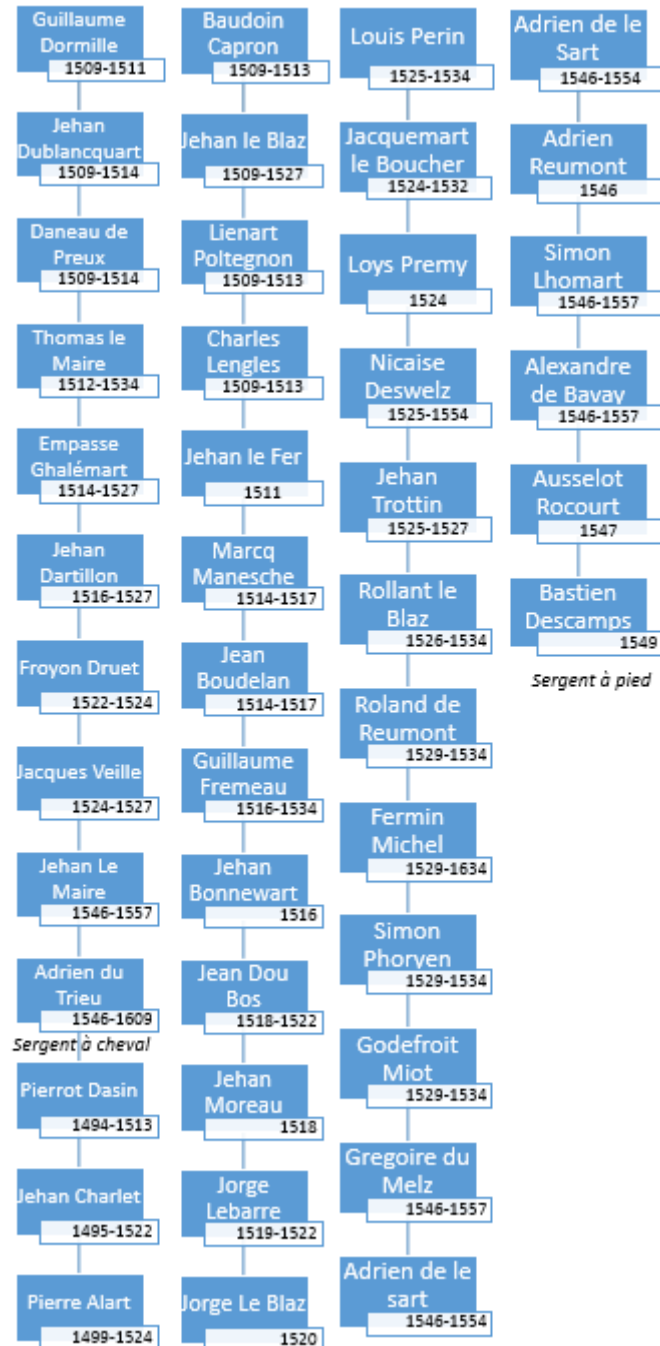 Guillaume
Dormille
1509-1511
Jehan
Dublancquart
1509-1514
Daneau de
Preux
1509-1514
Thomas le
Maire
1512-1534
Empasse
Ghalémart
1514-1527
Jehan
Dartillon
1516-1527
Froyon Druet
1522-1524
Jacques Veille
1524-1527
Jehan Le
Maire
1546-1557
Adrien du
Trieu
1546-1609
Sergent à cheval
Pierrot Dasin
1494-1513
Jehan Charlet
1495-1522
Pierre Alart
1499-1524
Baudoin
Capron
1509-1513
Jehan le Blaz
1509-1527
Lienart
Poltegnon
1509-1513
Charles
Lengles
1509-1513
Jehan le Fer
1511
Marcq
Manesche
1514-1517
Jean
Boudelan
1514-1517
Guillaume
Fremeau
1516-1534
Jehan
Bonnewart
1516
Jean Dou
Bos
1518-1522
Jehan
Moreau
1518
Jorge
Lebarre
1519-1522
Jorge Le Blaz
1520
Louis Perin
1525-1534
Jacquemart
le Boucher
1524-1532
Loys Premy
1524
Nicaise
Deswelz
1525-1554
Jehan
Trottin
1525-1527
Rollant le
Blaz
1526-1534
Roland de
Reumont
1529-1534
Fermin
Michel
1529-1634
Simon
Phoryen
1529-1534
Godefroit
Miot
1529-1534
Gregoire du
Melz
1546-1557
Adrien de le
sart
1546-1554
Adrien de le
Sart
1546-1554
Adrien
Reumont
1546
Simon
Lhomart
1546-1557
Alexandre
de Bavay
1546-1557
Ausselot
Rocourt
1547
Bastien
Descamps
1549
Sergent à pied